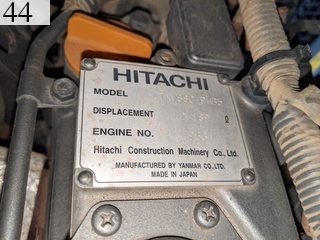 44
HITACHI
MODEL
DISPLACEMENT ℓ
ENGINE NO.
Hitachi Construction Machinery Co., Ltd.
MANUFACTURED BY YANMAR CO.,LTD.
MADE IN JAPAN